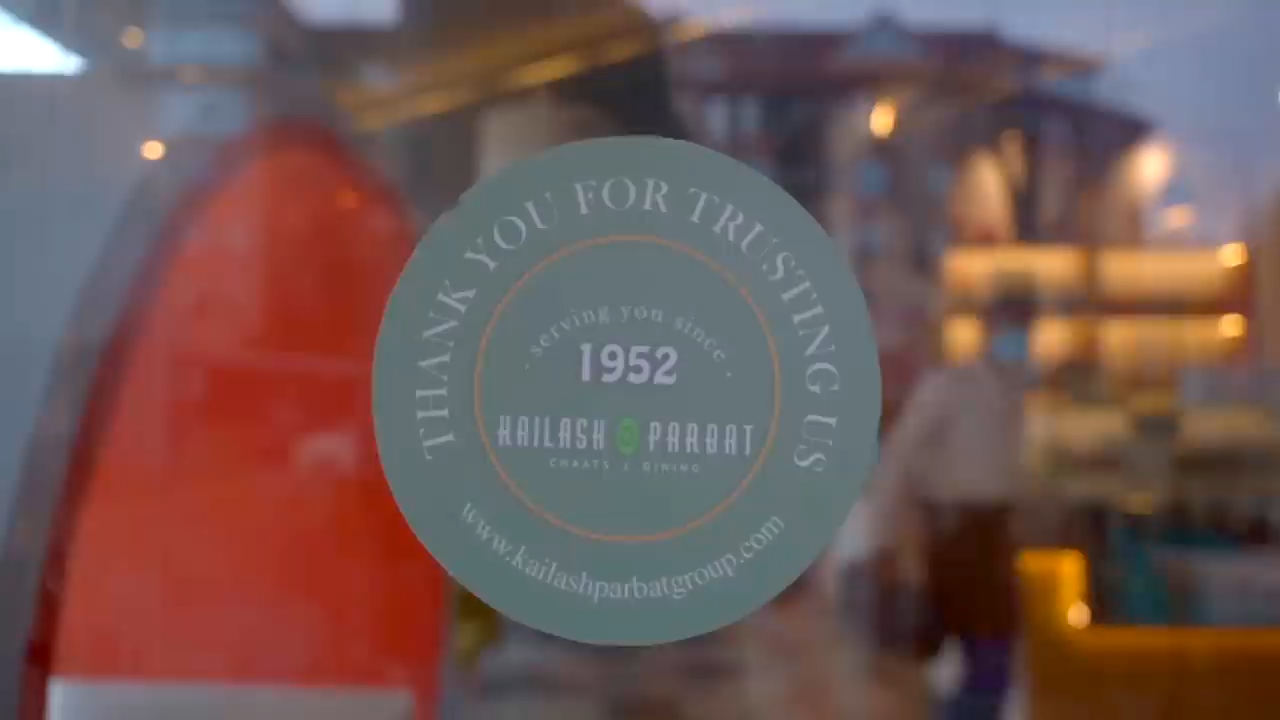 THANK YOU FOR TRUSTING US
· serving you since ·
1952
KAILASH PARBAT
CHAATS | DINING
www.kailashparbatgroup.com